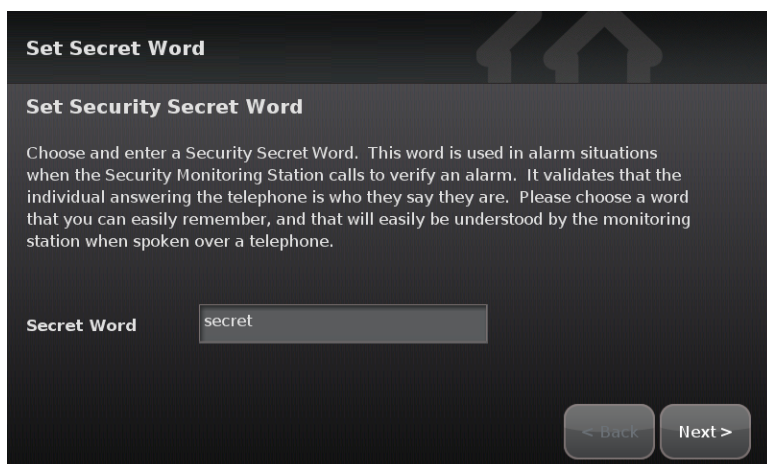 Set Secret Word
Set Security Secret Word
Choose and enter a Security Secret Word.  This word is used in alarm situations
when the Security Monitoring Station calls to verify an alarm.  It validates that the
individual answering the telephone is who they say they are.  Please choose a word
that you can easily remember, and that will easily be understood by the monitoring
station when spoken over a telephone.
Secret Word secret
< Back Next >